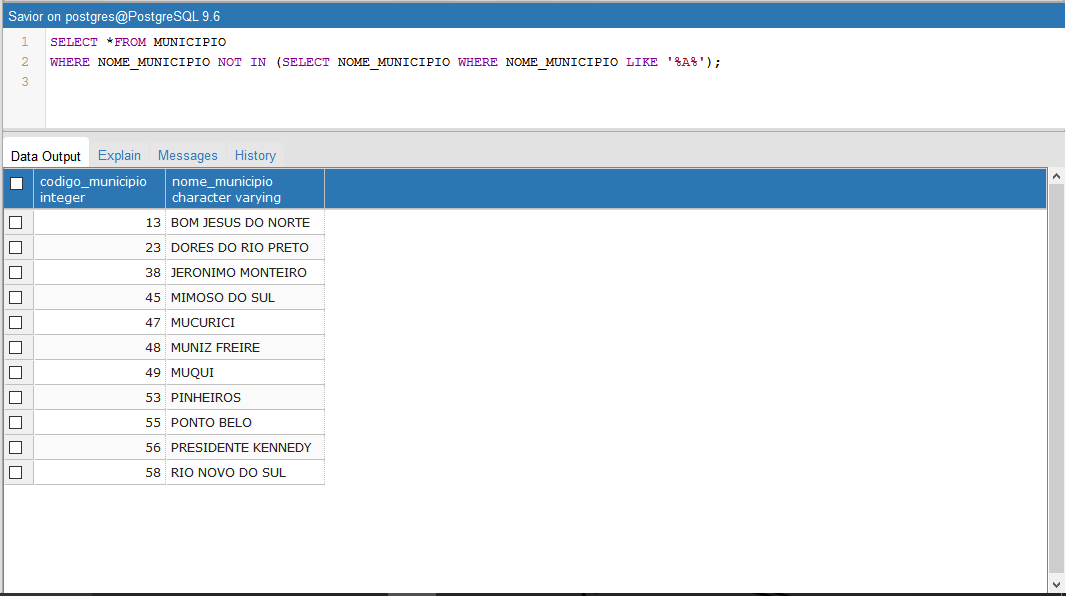 Savior on postgres@PostgreSQL 9.6
1 SELECT *FROM MUNICIPIO
2 WHERE NOME_MUNICIPIO NOT IN (SELECT NOME_MUNICIPIO WHERE NOME_MUNICIPIO LIKE '%A%');
3
Data Output Explain Messages History
codigo_municipio nome_municipio
integer character varying
13 BOM JESUS DO NORTE
23 DORES DO RIO PRETO
38 JERONIMO MONTEIRO
45 MIMOSO DO SUL
47 MUCURICI
48 MUNIZ FREIRE
49 MUQUI
53 PINHEIROS
55 PONTO BELO
56 PRESIDENTE KENNEDY
58 RIO NOVO DO SUL